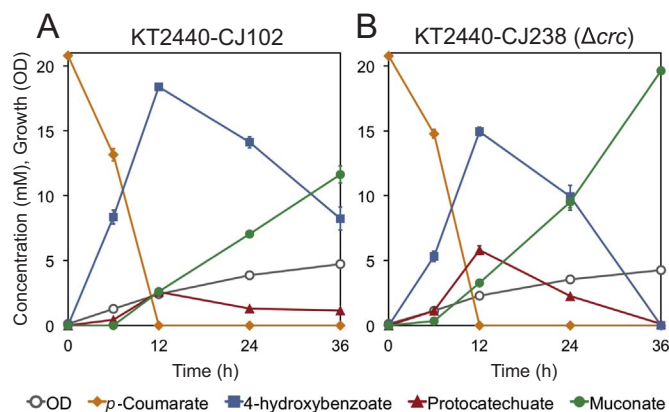 A KT2440-CJ102
B KT2440-CJ238 (Δcrc)
Concentration (mM), Growth (OD)
20
15
10
5
0
0 12 24 36
Time (h)
20
15
10
5
0
0 12 24 36
Time (h)
OD p-Coumarate 4-hydroxybenzoate Protocatechuate Muconate